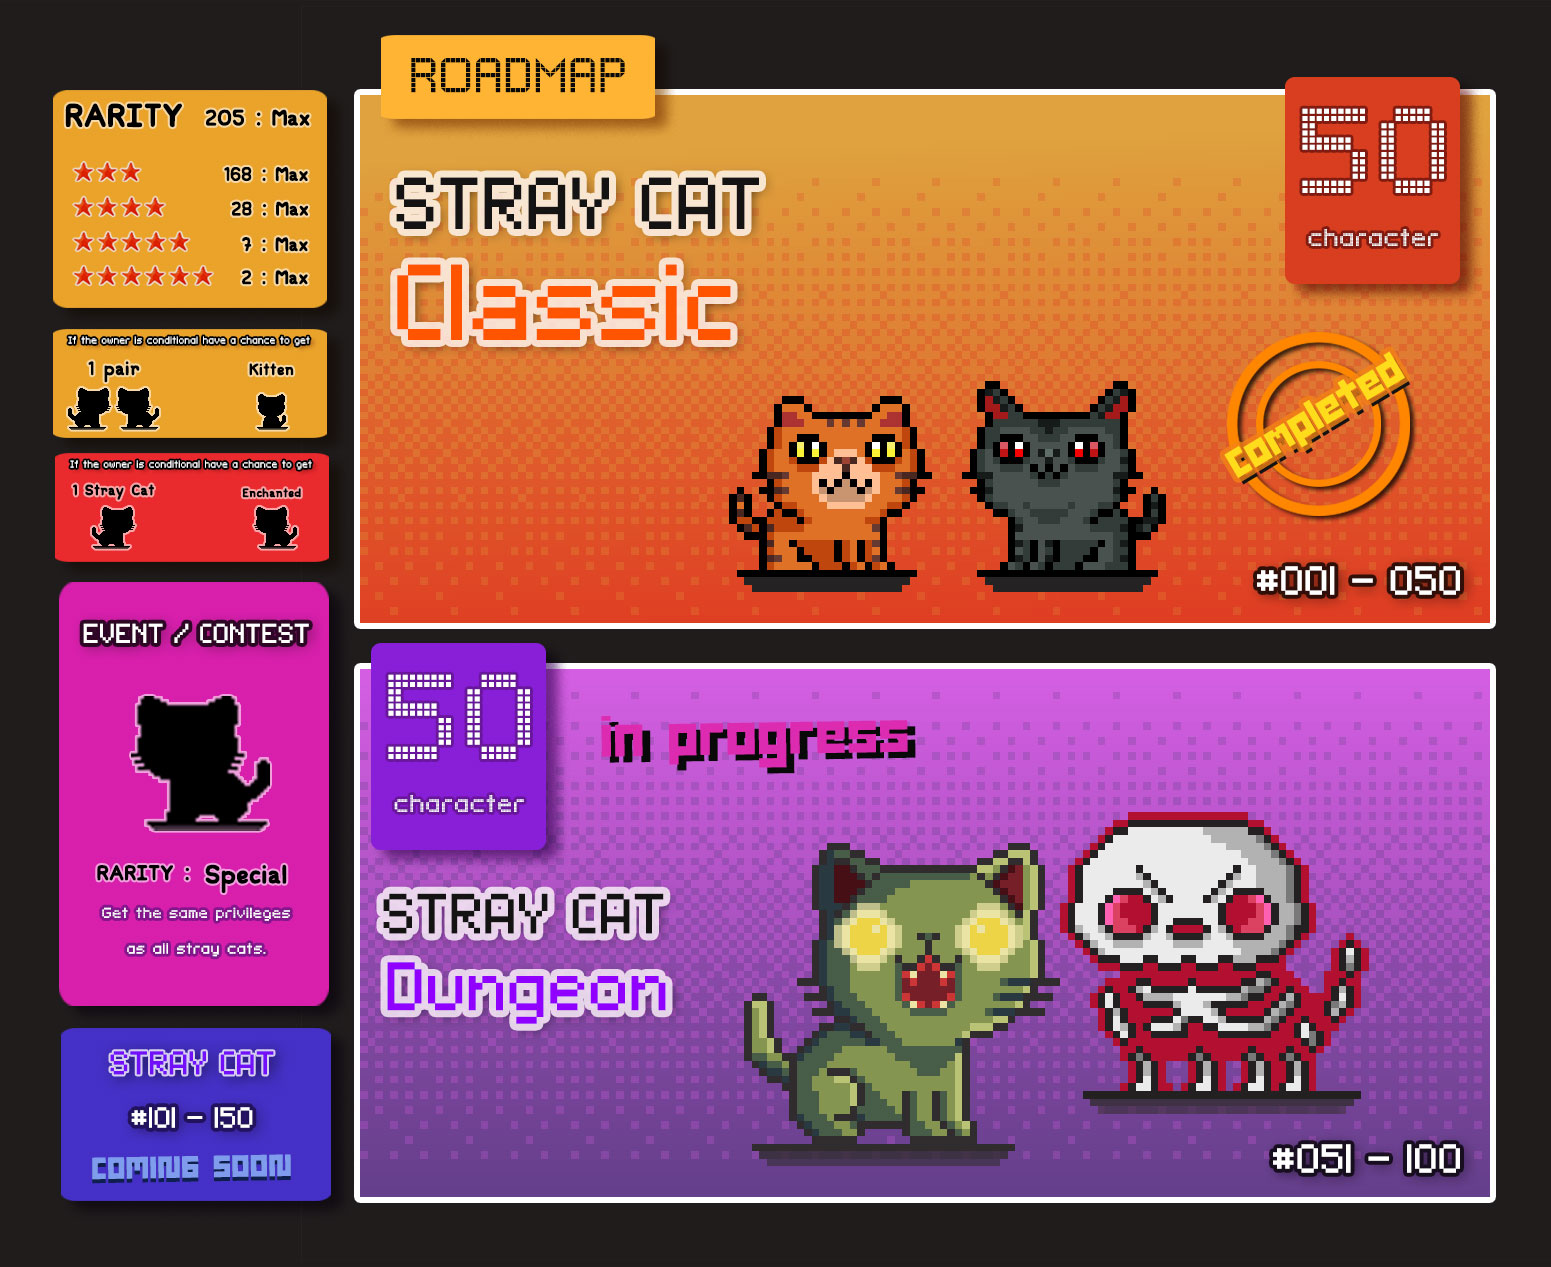 ROADMAP
RARITY 205 : Max
★★★ 168 : Max
★★★★ 28 : Max
★★★★★ 7 : Max
★★★★★★ 2 : Max
If the owner is conditional have a chance to get
1 pair Kitten
If the owner is conditional have a chance to get
1 Stray Cat Enchanted
EVENT / CONTEST
RARITY : Special
Get the same privileges
as all stray cats.
STRAY CAT
#101 - 150
COMING SOON
STRAY CAT
Classic
50
character
completed
#001 - 050
50
character
in progress
STRAY CAT
Dungeon
#051 - 100